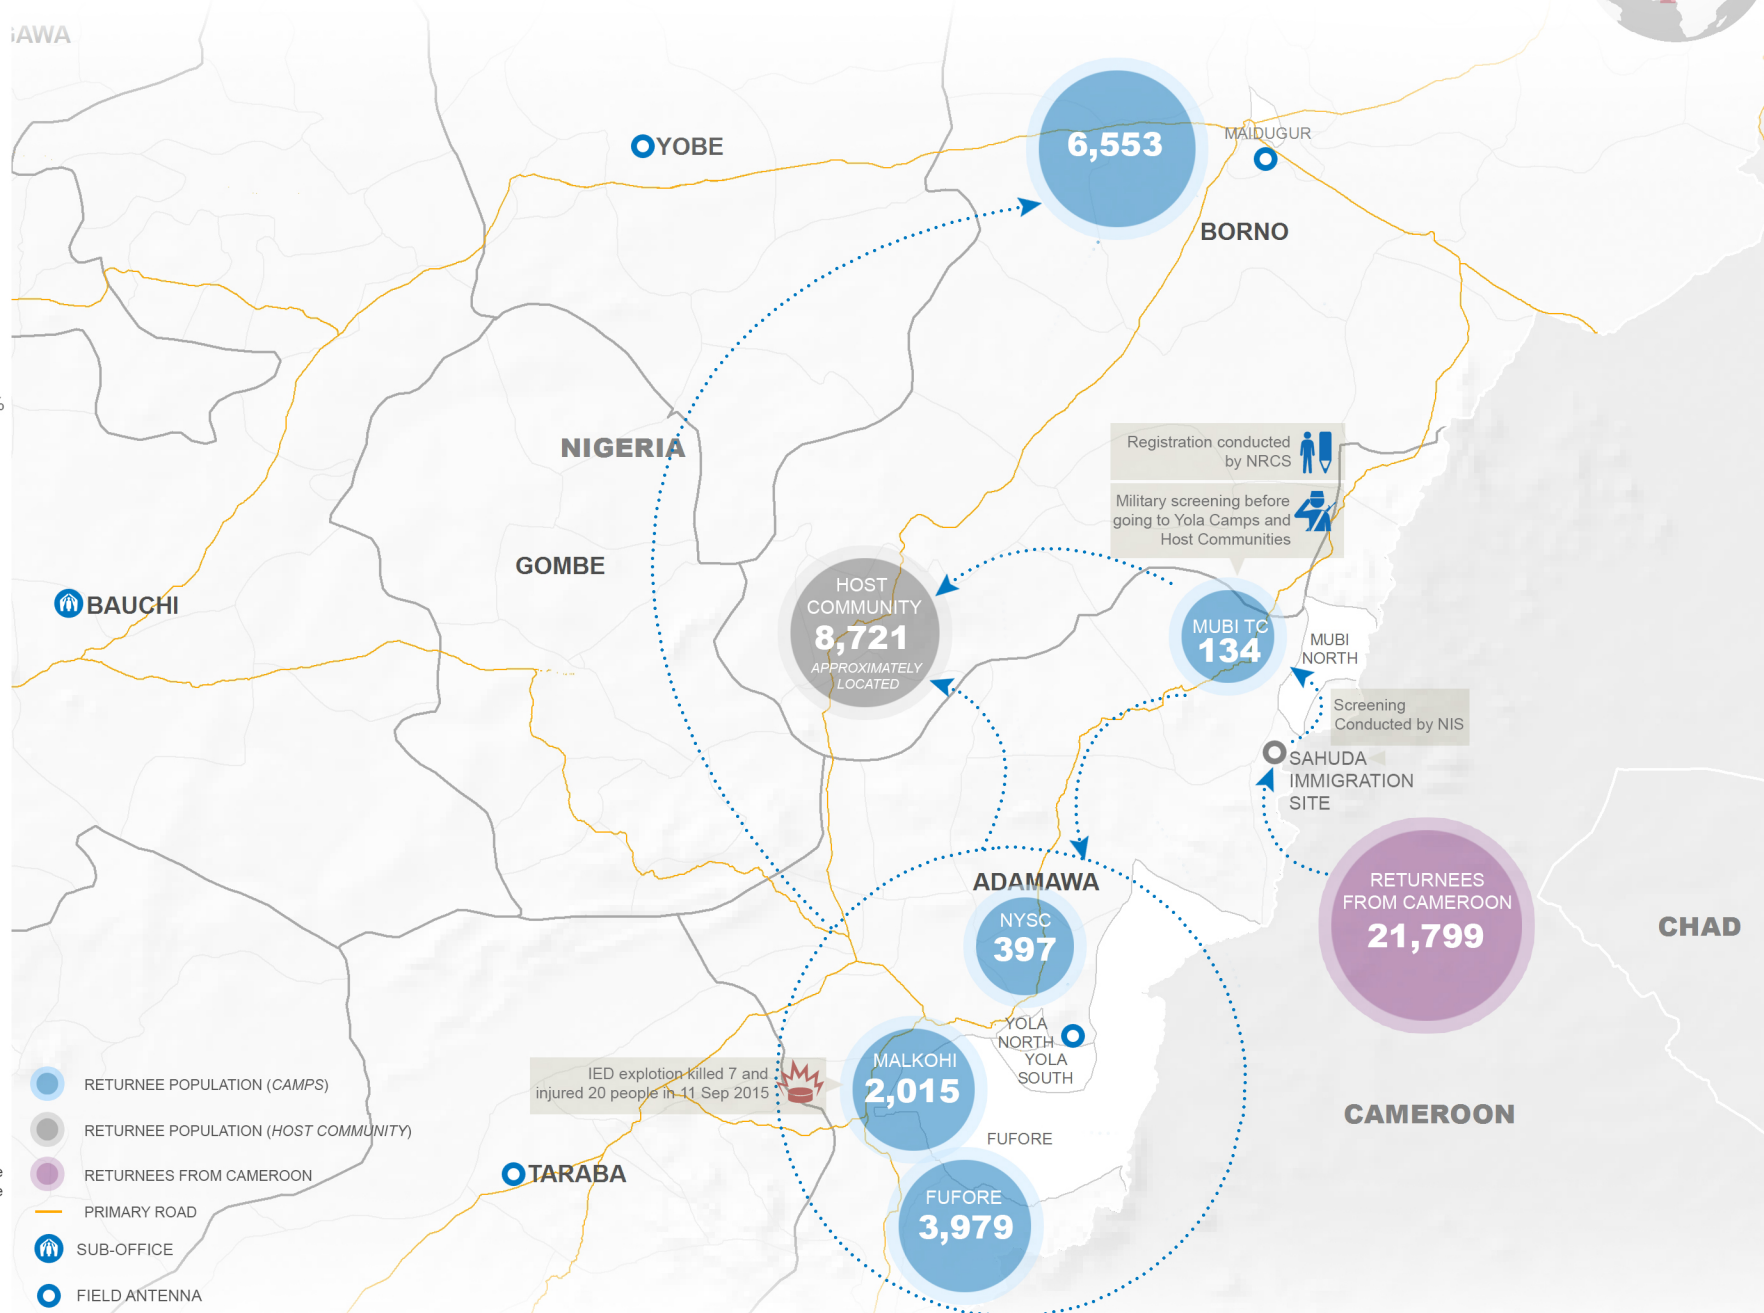 YOBE
6,553
MAIDUGUR
BORNO
NIGERIA
Registration conducted
by NRCS
Military screening before
going to Yola Camps and
Host Communities
GOMBE
BAUCHI
HOST
COMMUNITY
8,721
APPROXIMATELY
LOCATED
MUBI TC
134
MUBI
NORTH
Screening
Conducted by NIS
SAHUDA
IMMIGRATION
SITE
RETURNEES
FROM CAMEROON
21,799
CHAD
ADAMAWA
NYSC
397
YOLA
NORTH
YOLA
SOUTH
MALKOHI
2,015
IED explotion killed 7 and
injured 20 people in 11 Sep 2015
CAMEROON
FUFORE
TARABA
FUFORE
3,979
RETURNEE POPULATION (CAMPS)
RETURNEE POPULATION (HOST COMMUNITY)
RETURNEES FROM CAMEROON
PRIMARY ROAD
SUB-OFFICE
FIELD ANTENNA